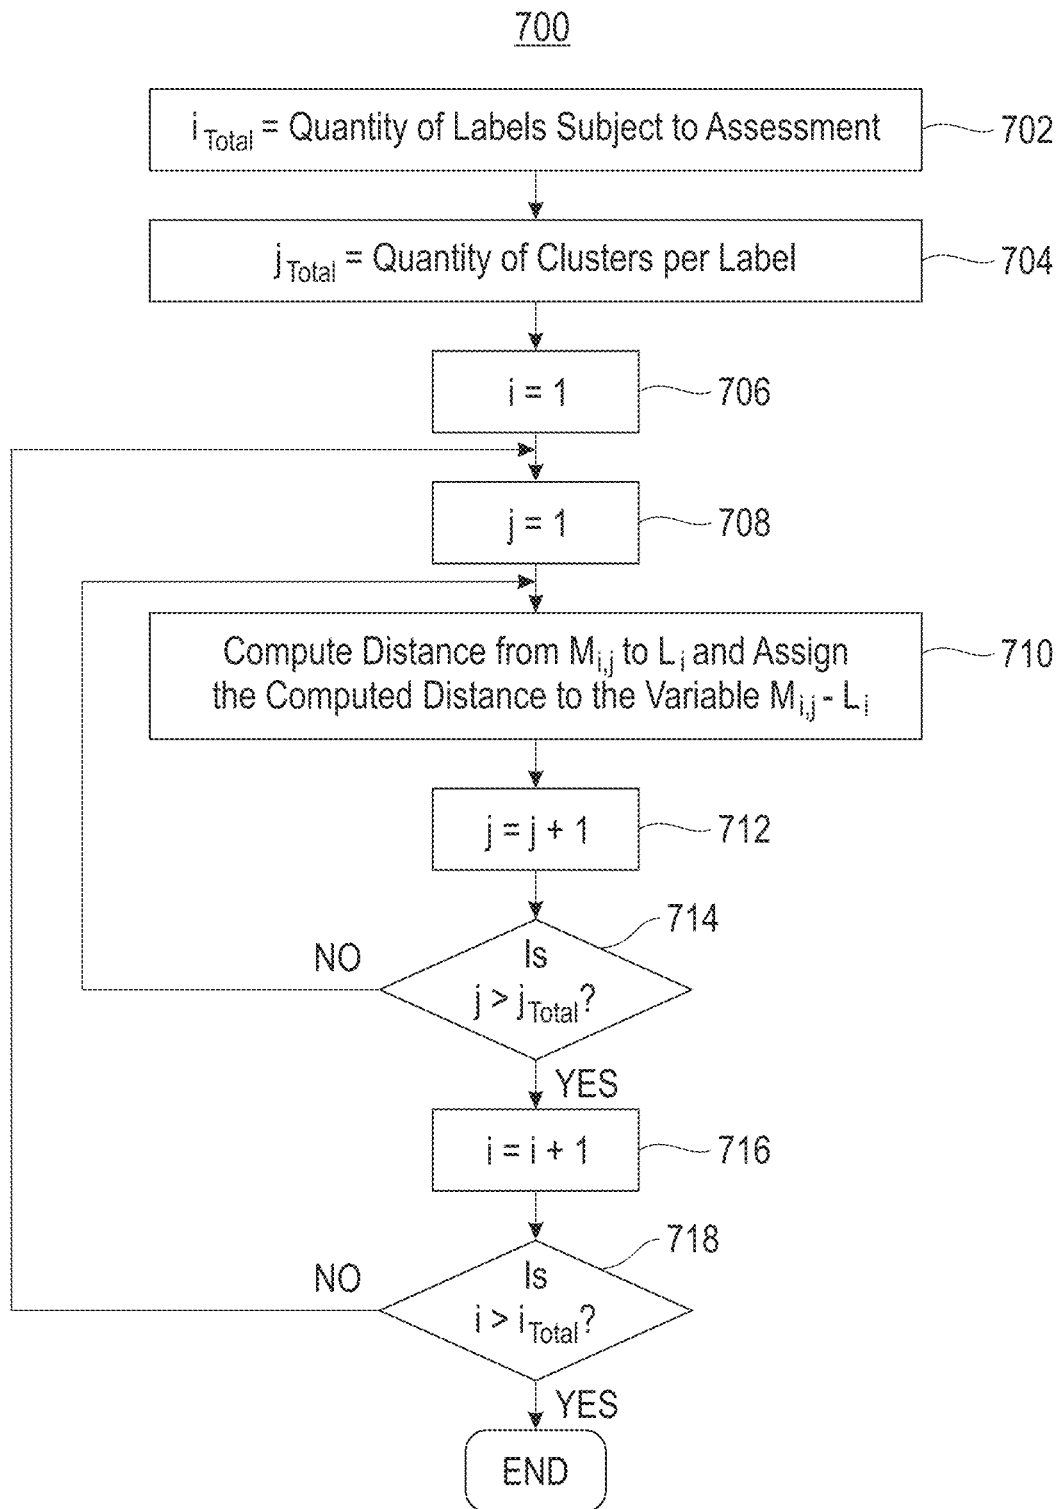 700
i Total = Quantity of Labels Subject to Assessment
702
j Total = Quantity of Clusters per Label
704
i = 1
706
j = 1
708
Compute Distance from Mi,j to Li and Assign
the Computed Distance to the Variable Mi,j - Li
710
j = j + 1
712
714
Is
j > jTotal?
NO
YES
i = i + 1
716
718
Is
i > iTotal?
NO
YES
END